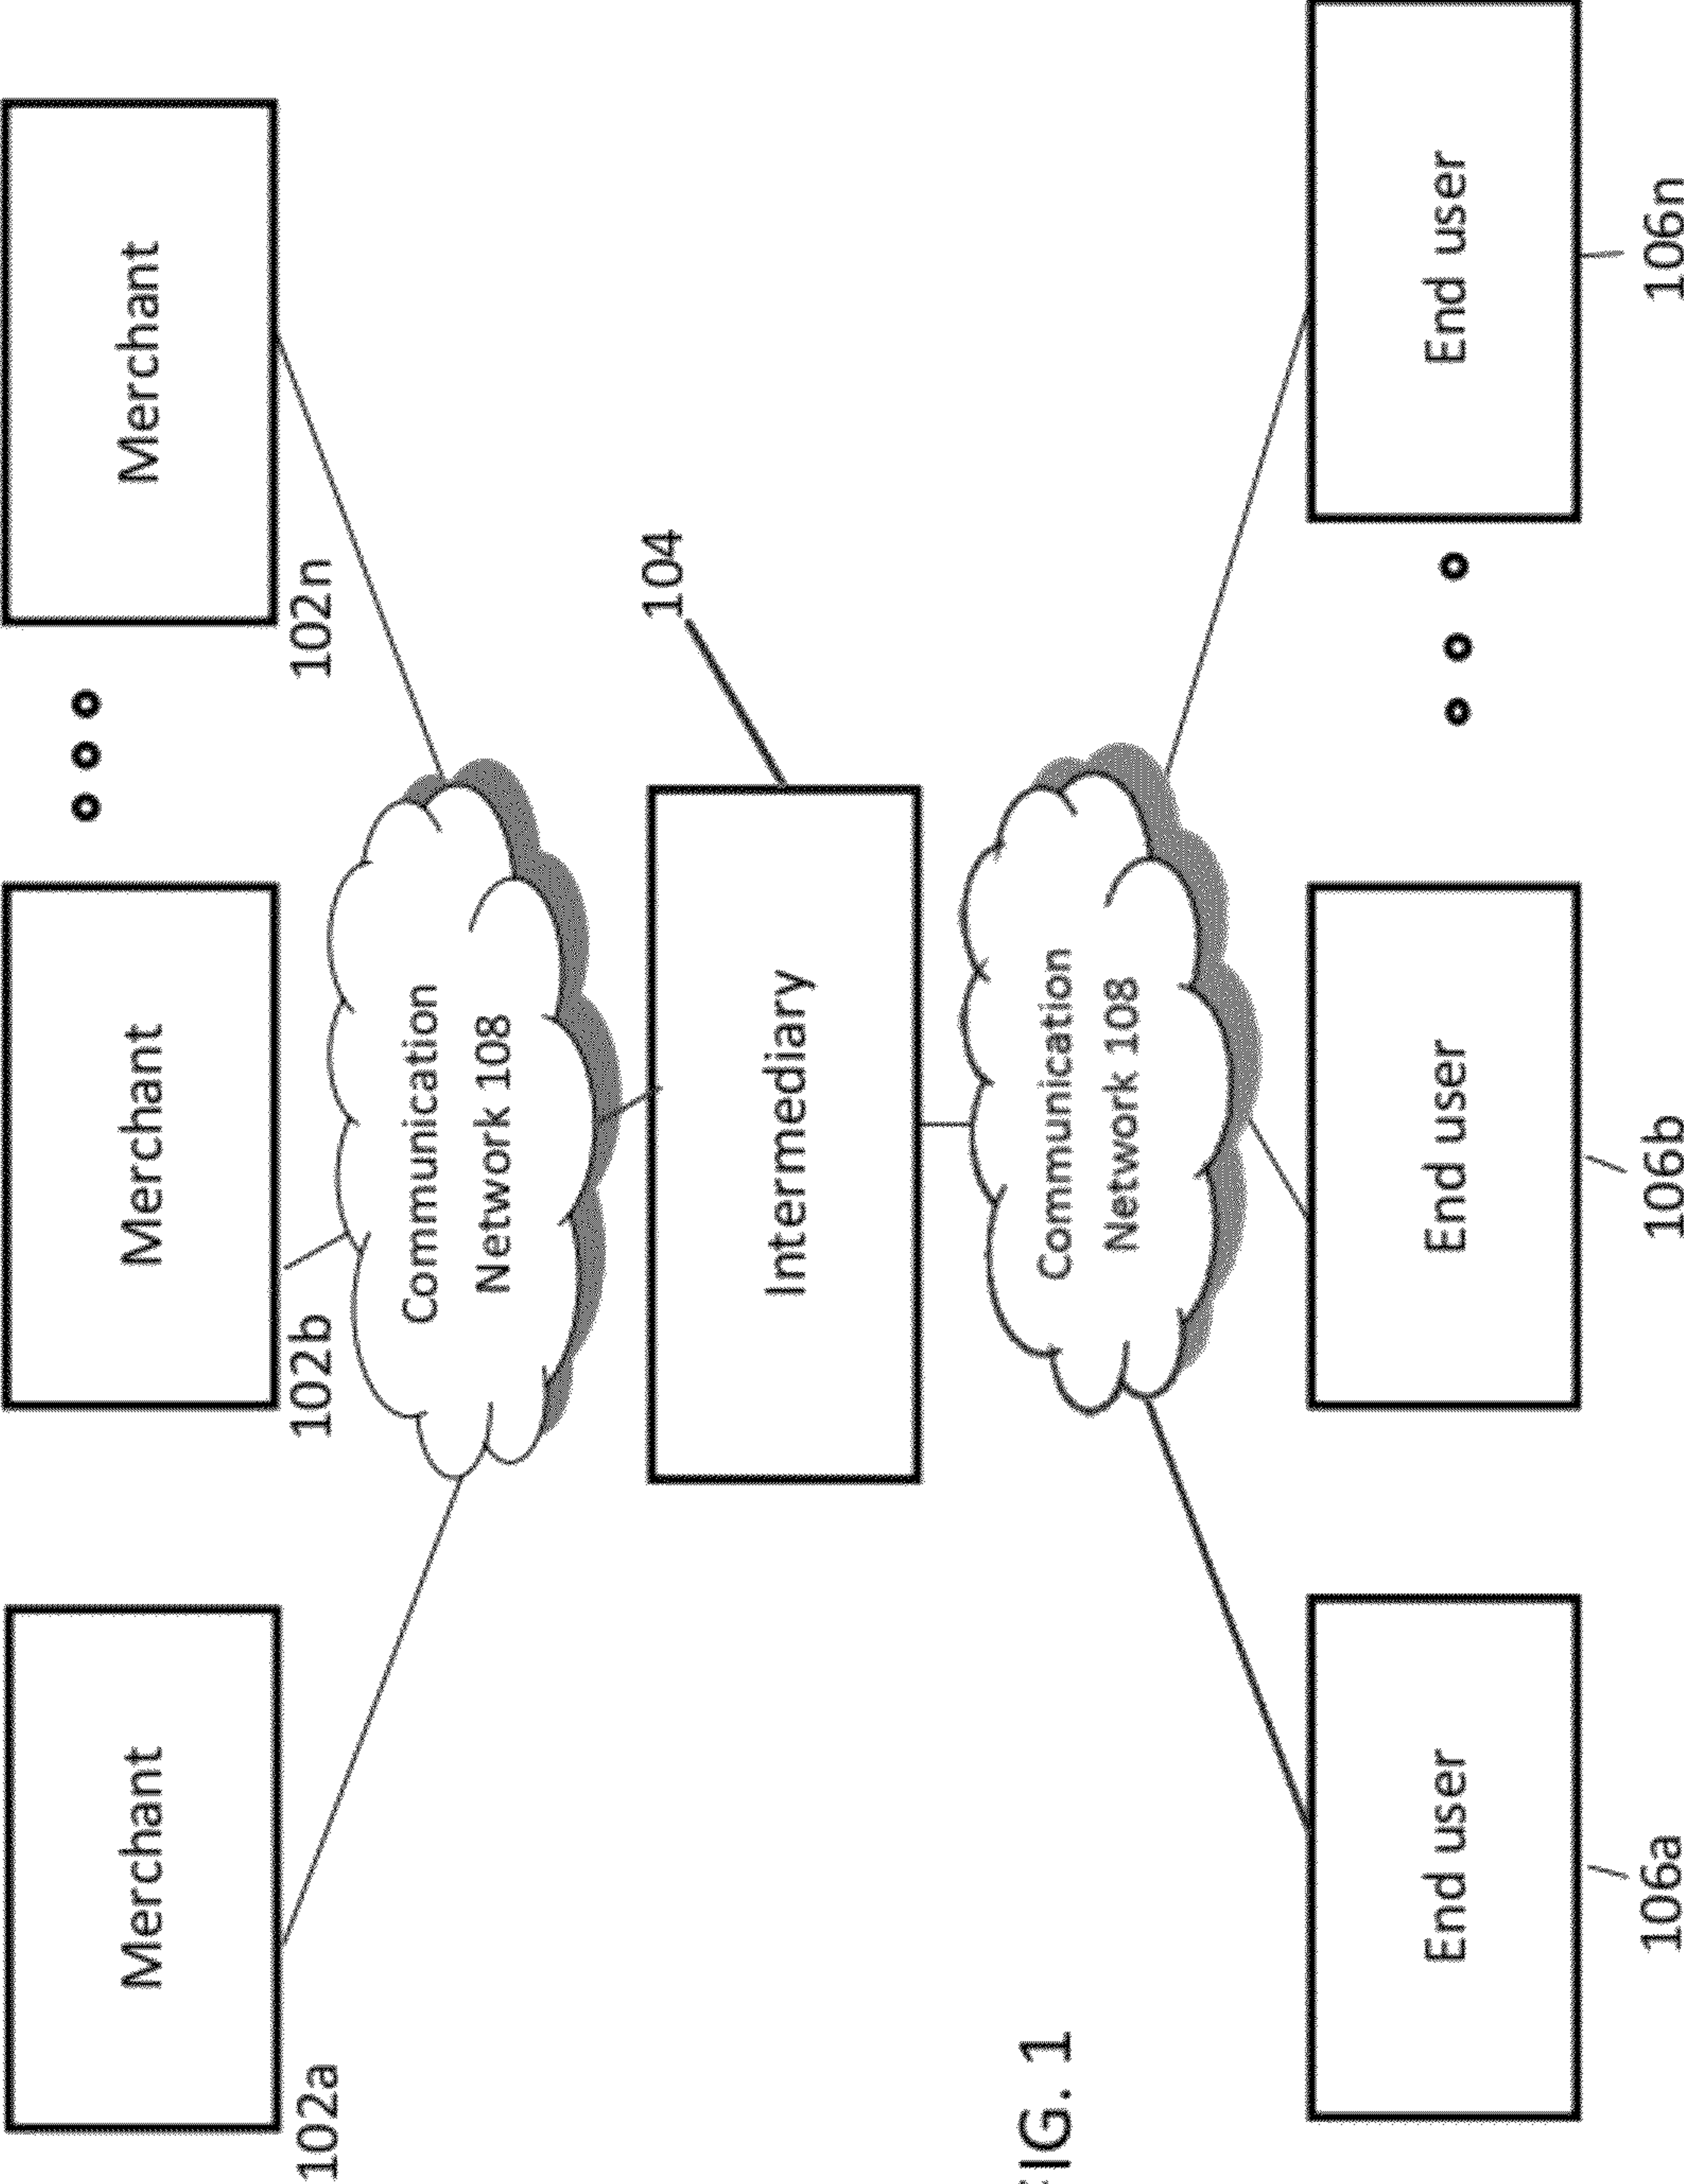 Merchant
Merchant
Merchant
102a
102b
102n
Communication
Network 108
104
Intermediary
Communication
Network 108
FIG. 1
End user
End user
End user
106a
106b
106n